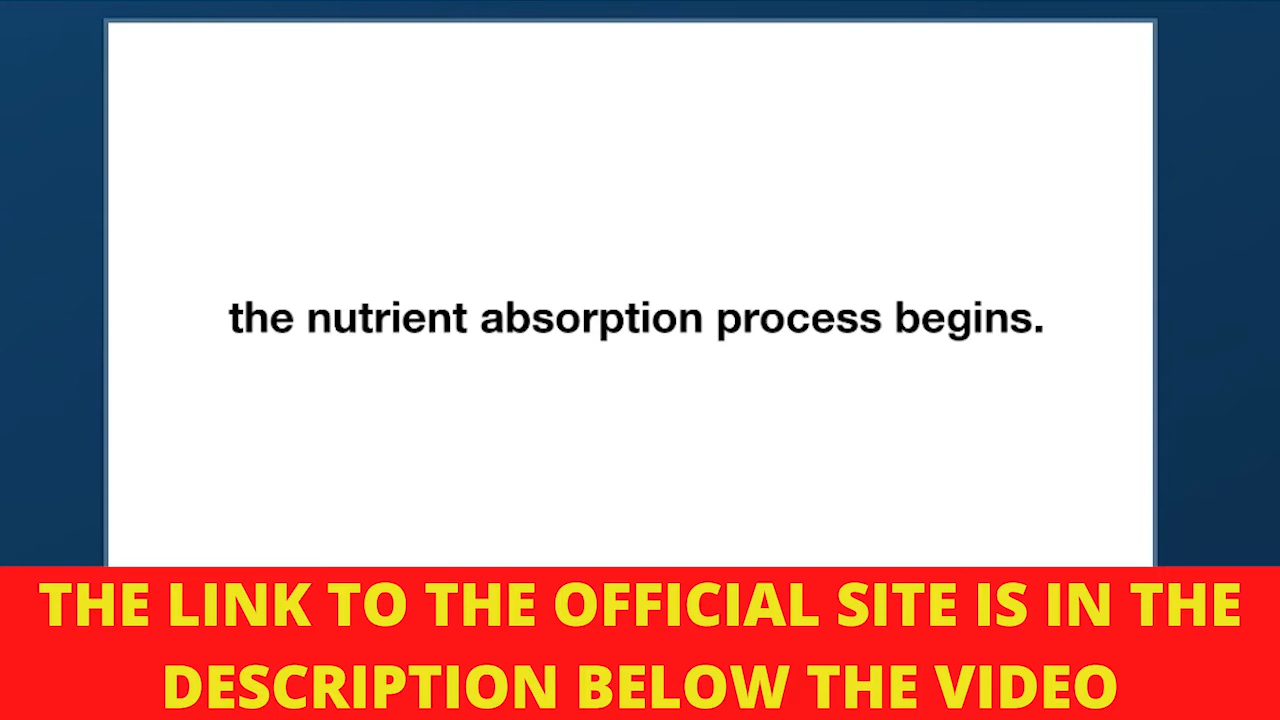 the nutrient absorption process begins.
THE LINK TO THE OFFICIAL SITE IS IN THE
DESCRIPTION BELOW THE VIDEO